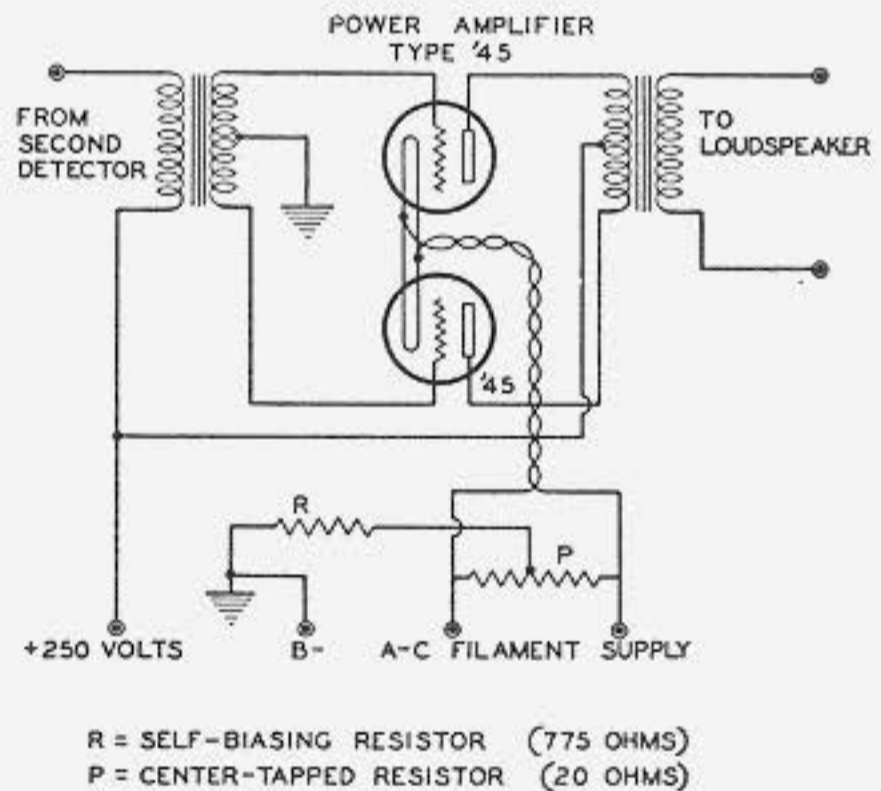 POWER AMPLIFIER
TYPE '45
FROM
SECOND
DETECTOR
TO
LOUDSPEAKER
'45
R
P
+250 VOLTS
B-
A-C FILAMENT SUPPLY
R = SELF-BIASING RESISTOR (775 OHMS)
P = CENTER-TAPPED RESISTOR (20 OHMS)